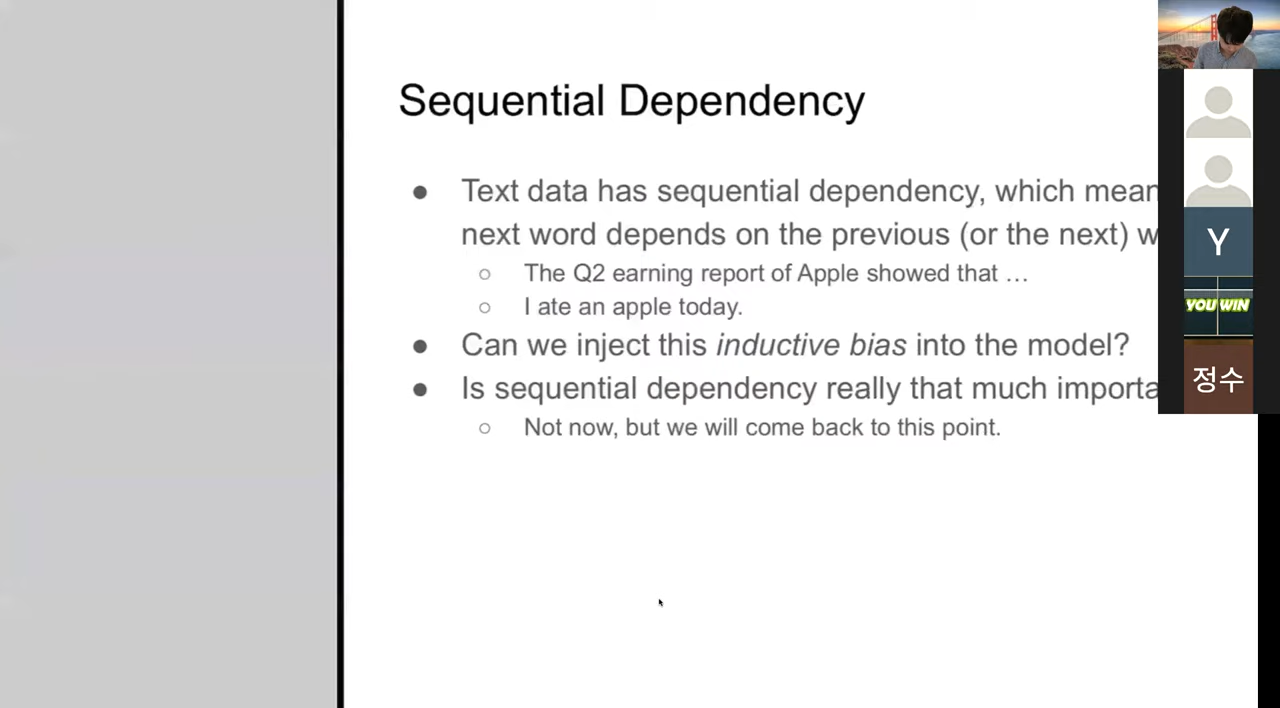 Sequential Dependency
● Text data has sequential dependency, which
next word depends on the previous (or the next)
○ The Q2 earning report of Apple showed that …
○ I ate an apple today.
● Can we inject this inductive bias into the model?
● Is sequential dependency really that much
○ Not now, but we will come back to this point.
Y
YOU WIN
정수